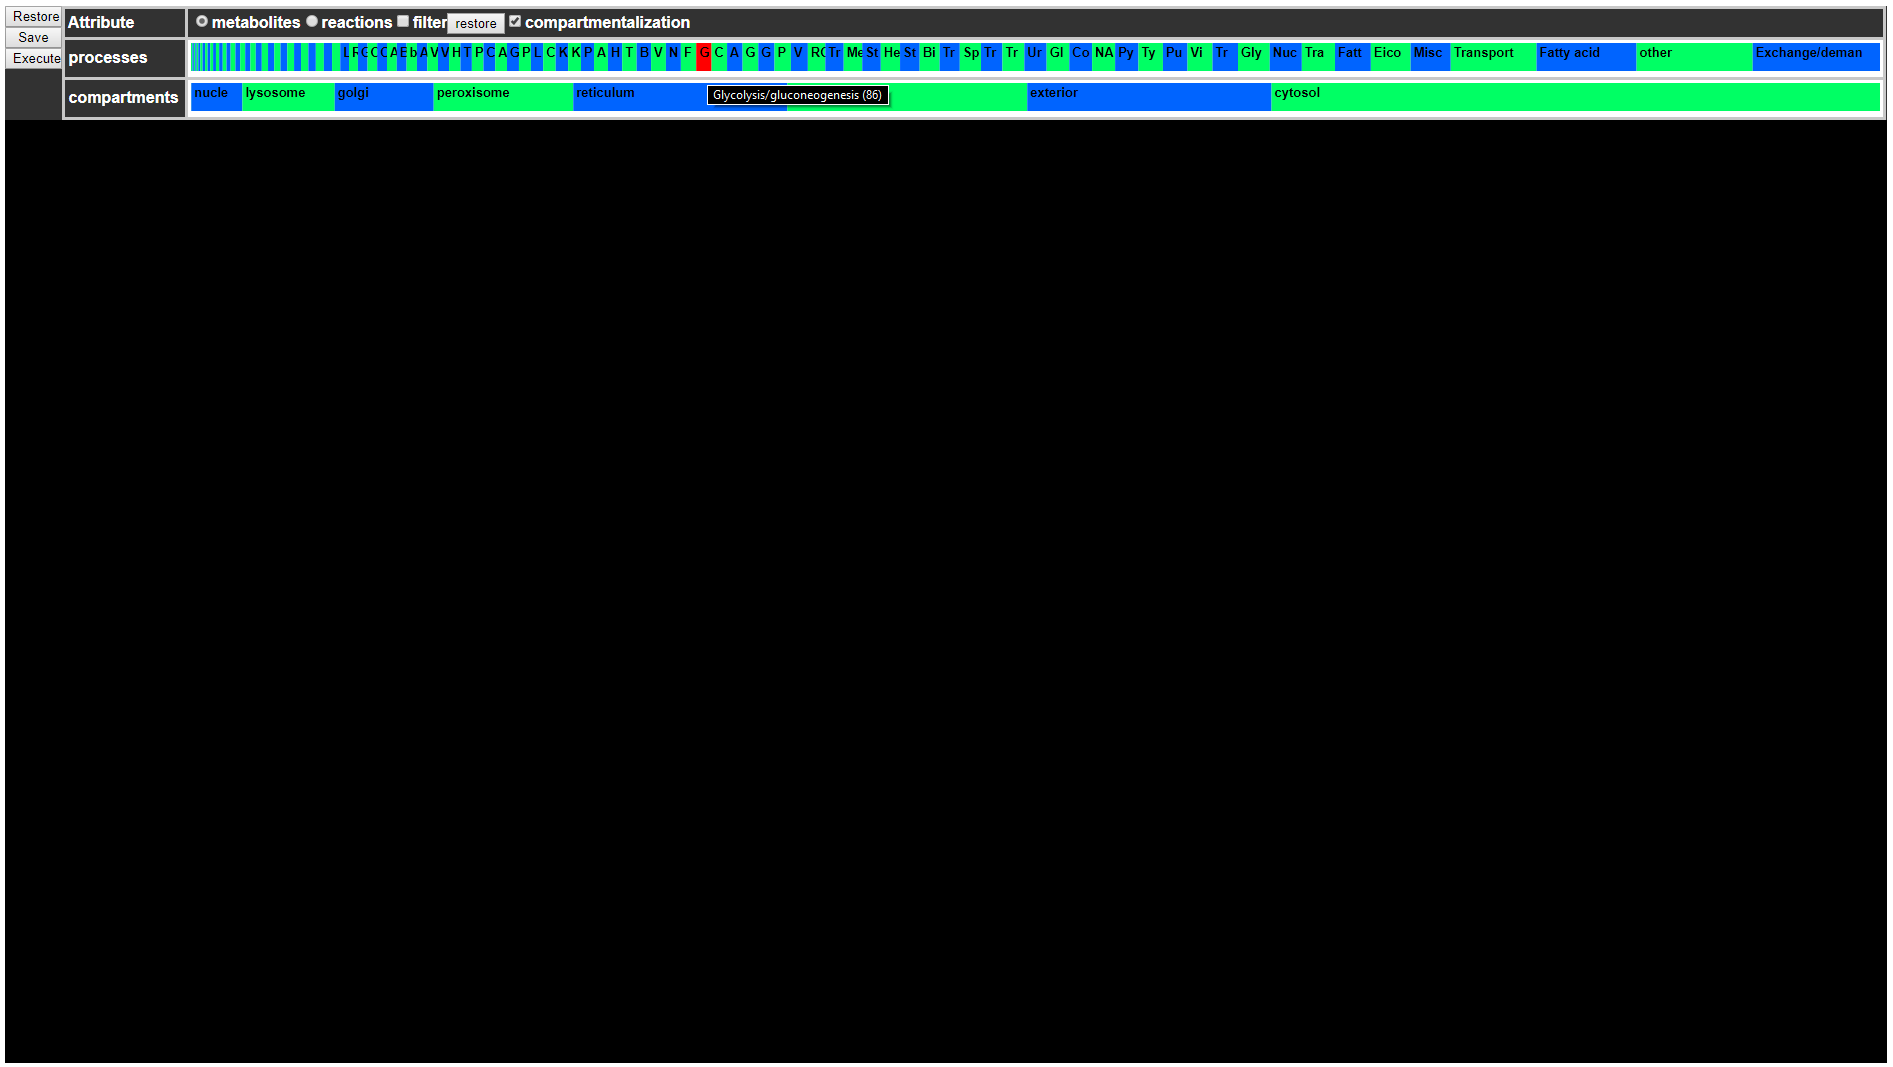 Restore
Save
Execute
Attribute metabolites reactions filter restore compartmentalization
processes L R G C C A E b A V V H T P C A G P L C K K P A H T B V N F G C A G G P V RC Tr Me St He St Bi Tr Sp Tr Tr Ur Gl Co NA Py Ty Pu Vi Tr Gly Nuc Tra Fatt Eico Misc Transport Fatty acid other Exchange/deman
compartments nucle lysosome golgi peroxisome reticulum Glycolysis/gluconeogenesis (86) exterior cytosol